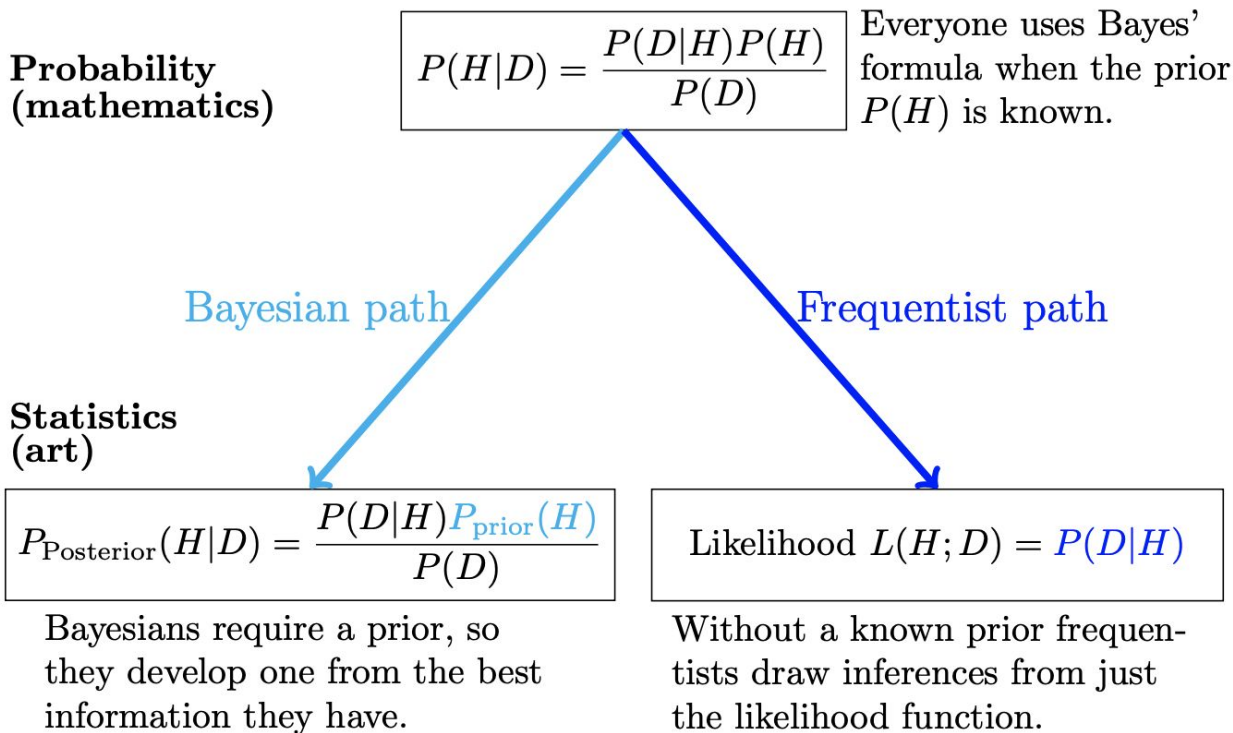 Probability
(mathematics)
P(H|D) = P(D|H)P(H) / P(D)
Everyone uses Bayes'
formula when the prior
P(H) is known.
Bayesian path
Frequentist path
Statistics
(art)
P_Posterior(H|D) = P(D|H)P_prior(H) / P(D)
Bayesians require a prior, so
they develop one from the best
information they have.
Likelihood L(H; D) = P(D|H)
Without a known prior frequen-
tists draw inferences from just
the likelihood function.